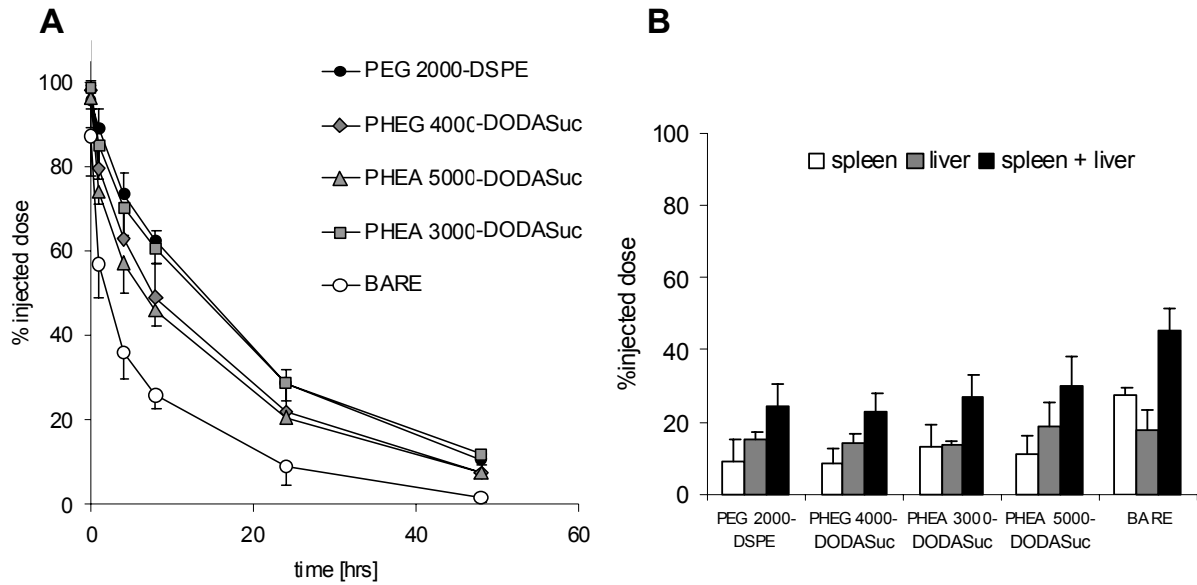 A
% injected dose
100
80
60
40
20
0
0
20
40
60
time [hrs]
PEG 2000-DSPE
PHEG 4000-DODASuc
PHEA 5000-DODASuc
PHEA 3000-DODASuc
BARE
B
%injected dose
100
80
60
40
20
0
spleen liver spleen + liver
PEG 2000-
DSPE
PHEG 4000-
DODASuc
PHEA 3000-
DODASuc
PHEA 5000-
DODASuc
BARE